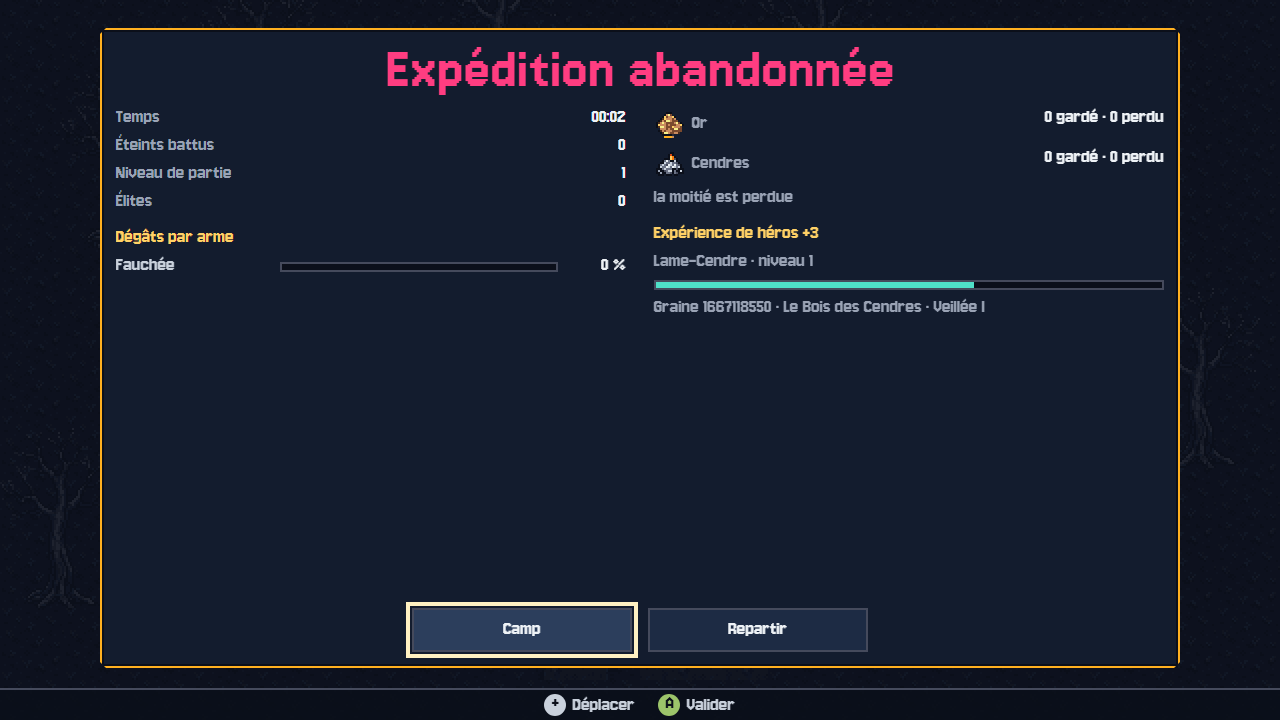 Expédition abandonnée
Temps 00:02
Éteints battus 0
Niveau de partie 1
Élites 0
Dégâts par arme
Fauchée 0 %
Or 0 gardé · 0 perdu
Cendres 0 gardé · 0 perdu
la moitié est perdue
Expérience de héros +3
Lame-Cendre · niveau 1
Graine 1667118550 · Le Bois des Cendres · Veillée I
Camp Repartir
Déplacer A Valider